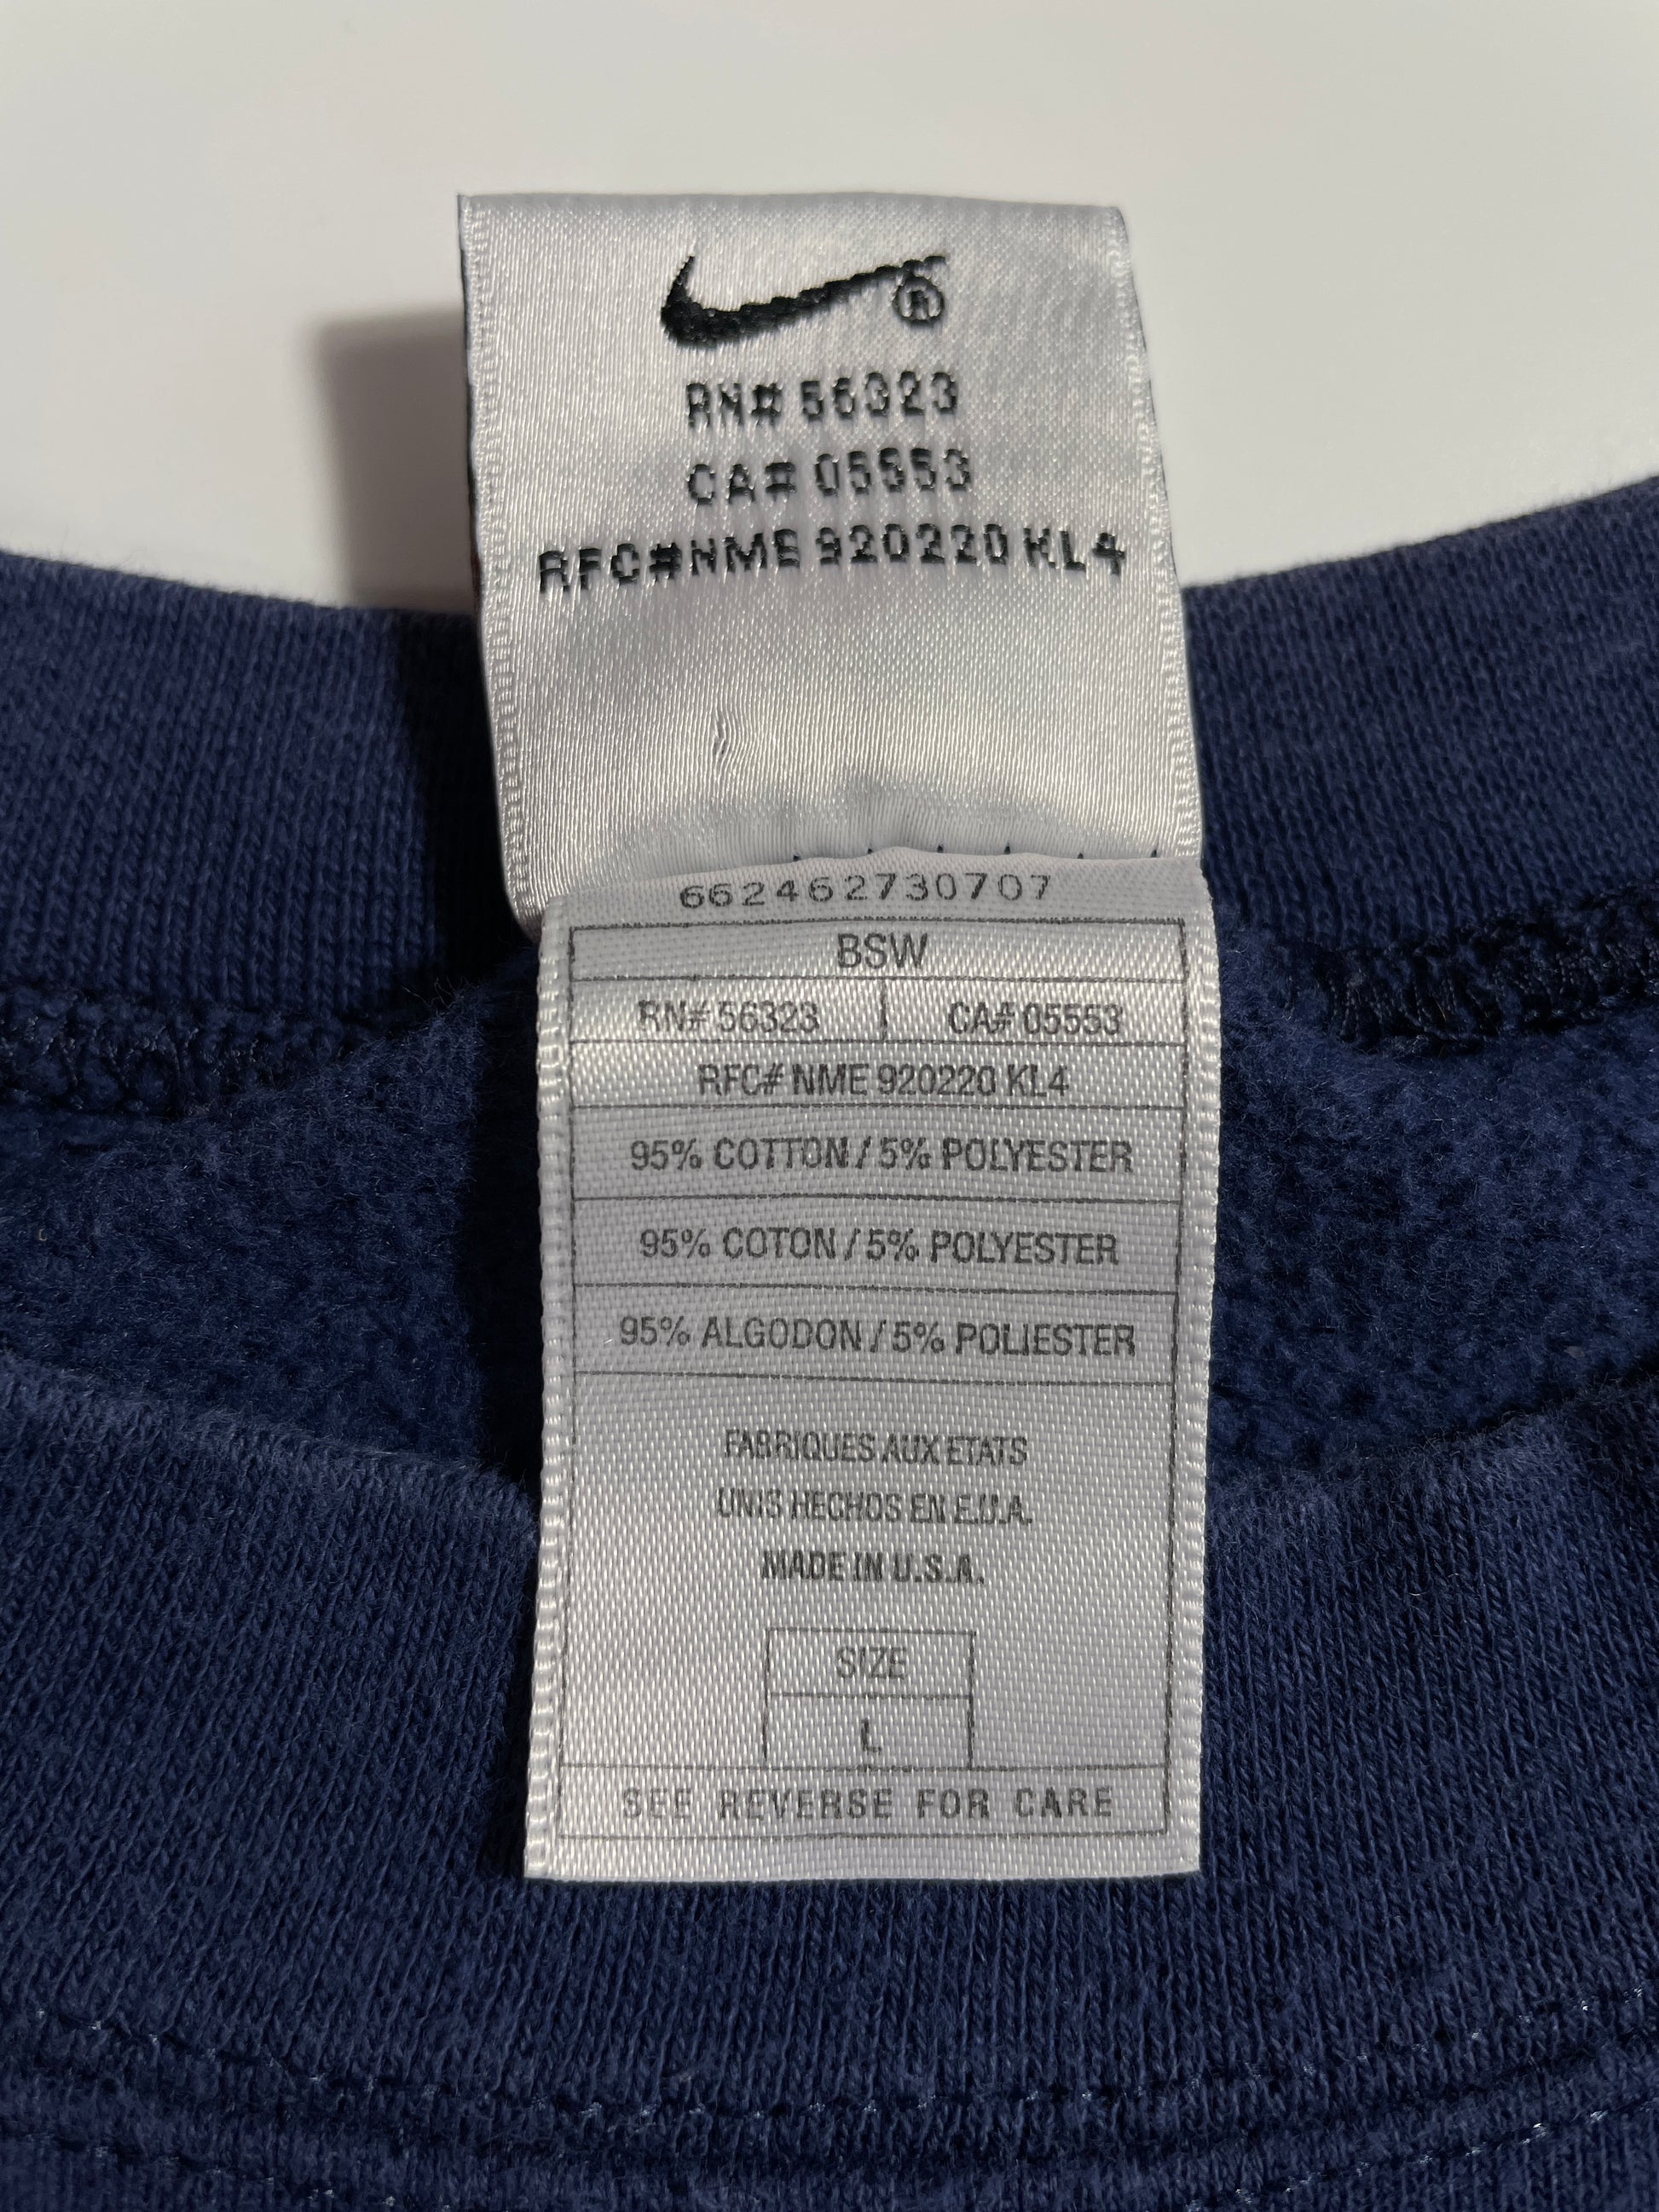 ®
RN# 56323
CA# 05553
RFC# NME 920220 KL4
662462730707
BSW
RN# 56323 CA# 05553
RFC# NME 920220 KL4
95% COTTON / 5% POLYESTER
95% COTON / 5% POLYESTER
95% ALGODON / 5% POLIESTER
FABRIQUES AUX ETATS
UNIS HECHOS EN E.U.A.
MADE IN U.S.A.
SIZE
L
SEE REVERSE FOR CARE